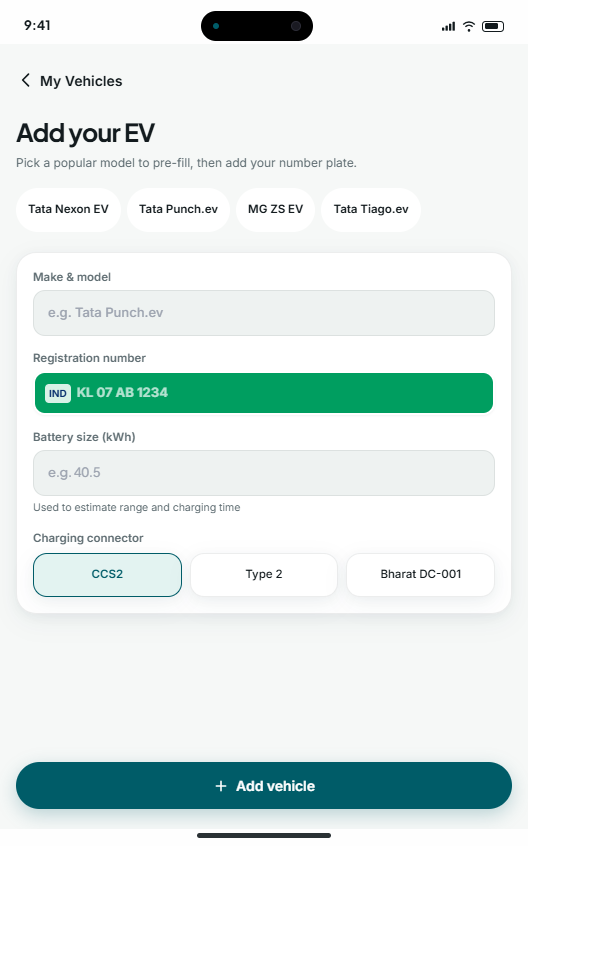 9:41
My Vehicles
Add your EV
Pick a popular model to pre-fill, then add your number plate.
Tata Nexon EV Tata Punch.ev MG ZS EV Tata Tiago.ev
Make & model
e.g. Tata Punch.ev
Registration number
IND KL 07 AB 1234
Battery size (kWh)
e.g. 40.5
Used to estimate range and charging time
Charging connector
CCS2 Type 2 Bharat DC-001
+ Add vehicle